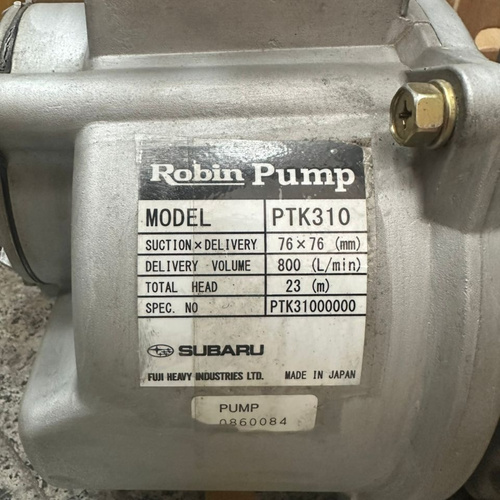 Robin Pump
MODEL PTK310
SUCTION×DELIVERY 76×76 (mm)
DELIVERY VOLUME 800 (L/min)
TOTAL HEAD 23 (m)
SPEC. NO PTK31000000
SUBARU
FUJI HEAVY INDUSTRIES LTD. MADE IN JAPAN
PUMP
0860084